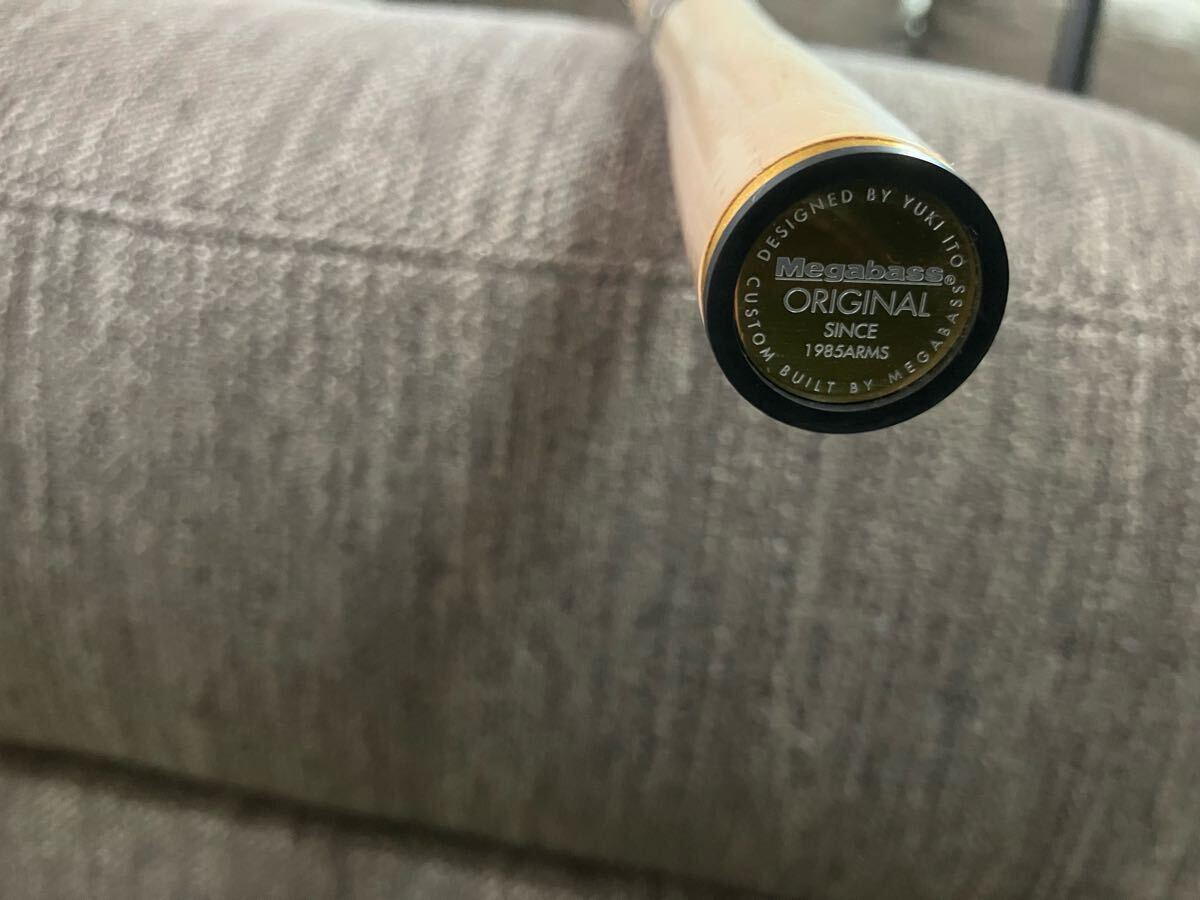 DESIGNED BY YUKI ITO
Megabass®
ORIGINAL
SINCE
1985ARMS
CUSTOM BUILT BY MEGABASS